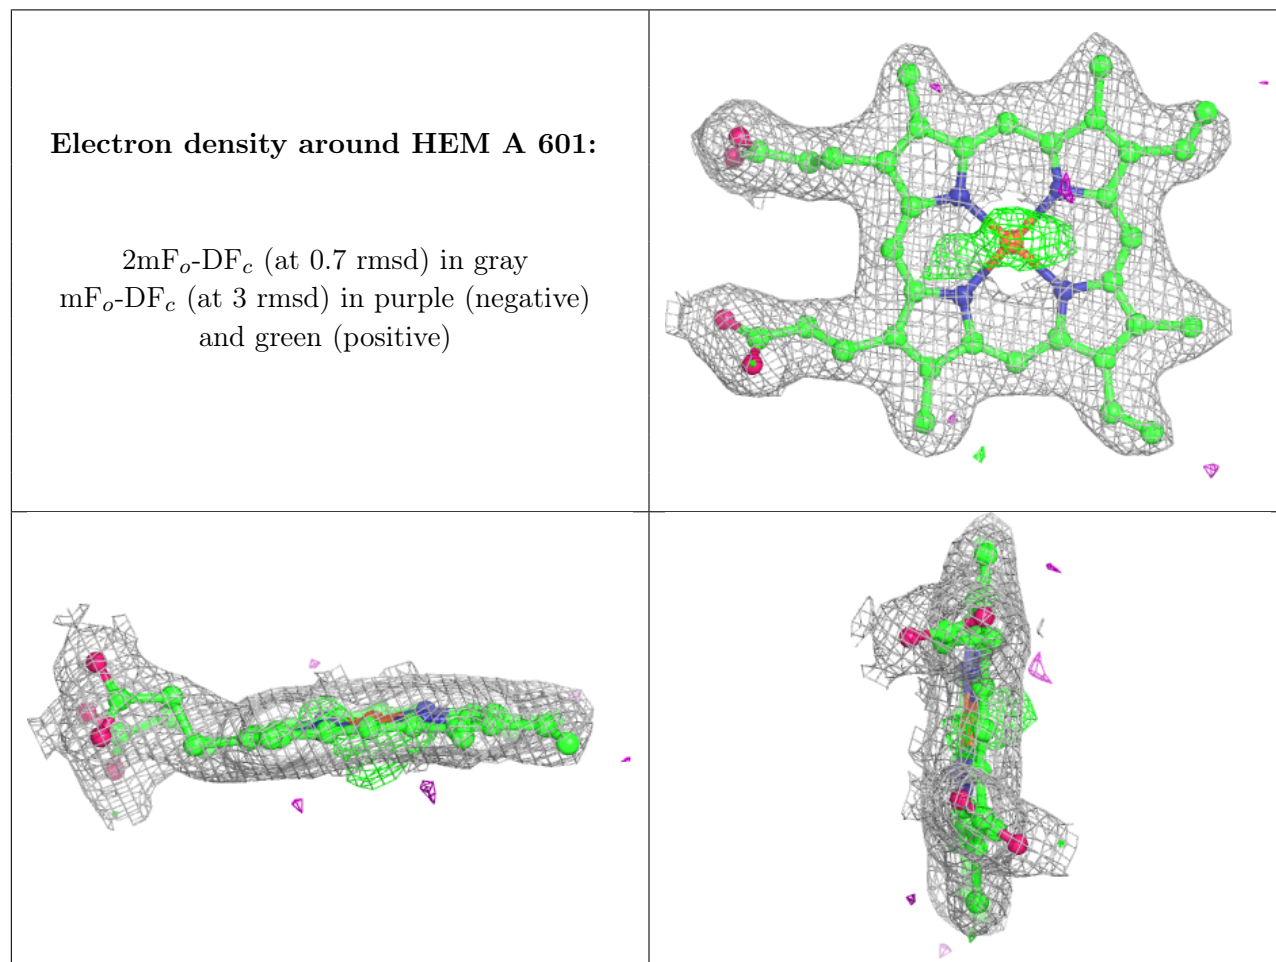 Electron density around HEM A 601:
2mFo-DFc (at 0.7 rmsd) in gray
mFo-DFc (at 3 rmsd) in purple (negative)
and green (positive)